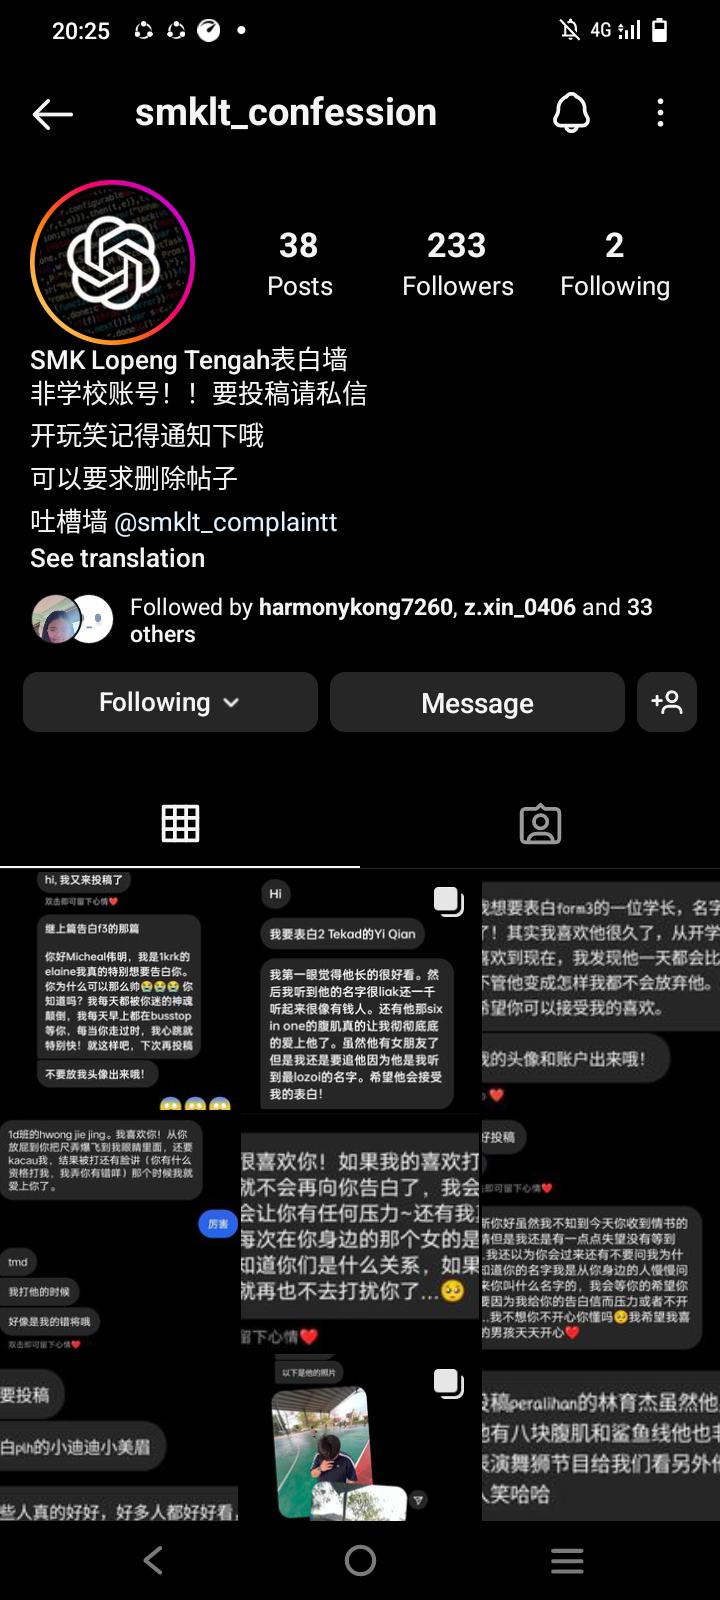 20:25
4G
smklt_confession
38
233
2
Posts
Followers
Following
SMK Lopeng Tengah表白墙
非学校账号！！要投稿请私信
开玩笑记得通知下哦
可以要求删除帖子
吐槽墙 @smklt_complaintt
See translation
Followed by harmonykong7260, z.xin_0406 and 33
others
Following
Message
hi, 我又来投稿了
双击即可留下心情❤️
继上篇告白f3的那篇
你好Micheal伟明，我是1krk的
elaine我真的特别想要告白你。
你为什么可以那么帅😭😭😭 你
知道吗？我每天都被你迷的神魂
颠倒，我每天早上都在busstop
等你，每当你走过时，我心跳就
特别快！就这样吧，下次再投稿
不要放我头像出来哦！
😱😱😱
Hi
我要表白2 Tekad的Yi Qian
我第一眼觉得他长的很好看。然
后我听到他的名字很liak还一千
听起来很像有钱人。还有他那six
in one的腹肌真的让我彻彻底底
的爱上他了。虽然他有女朋友了
但是我还是要追他因为他是我听
到最lozoi的名字。希望他会接受
我的表白！
我想要表白form3的一位学长，名字
了！其实我喜欢他很久了，从开学
喜欢到现在，我发现他一天都会比
不管他变成怎样我都不会放弃他。
希望你可以接受我的喜欢。
我的头像和账户出来哦！
❤️
1d班的hwong jie jing。我喜欢你！从你
放屁到你把尺弄爆飞到我眼睛里面，还要
kacau我，结果被打还有脸讲（你有什么
资格打我，我弄你有错咩）那个时候我就
爱上你了。
厉害
tmd
我打他的时候
好像是我的错将哦
双击即可留下心情❤️
很喜欢你！如果我的喜欢打
就不会再向你告白了，我会
会让你有任何压力~还有我
每次在你身边的那个女的是
知道你们是什么关系，如果
就再也不去打扰你了...🥺
留下心情❤️
好投稿
即可留下心情❤️
你好虽然我不知到今天你收到情书的
情但是我还是有一点点失望没有等到
我还以为你会过来还有不要问我为什
知道你的名字我是从你身边的人慢慢问
来你叫什么名字的，我会等你的希望你
要因为我给你的告白信而压力或者不开
..我不想你不开心你懂吗🥺我希望我喜
的男孩天天开心❤️
要投稿
白plh的小迪迪小美眉
些人真的好好，好多人都好好看，
以下是他的照片
投稿peralihan的林育杰虽然他
有八块腹肌和鲨鱼线他也
表演舞狮节目给我们看另外
人笑哈哈